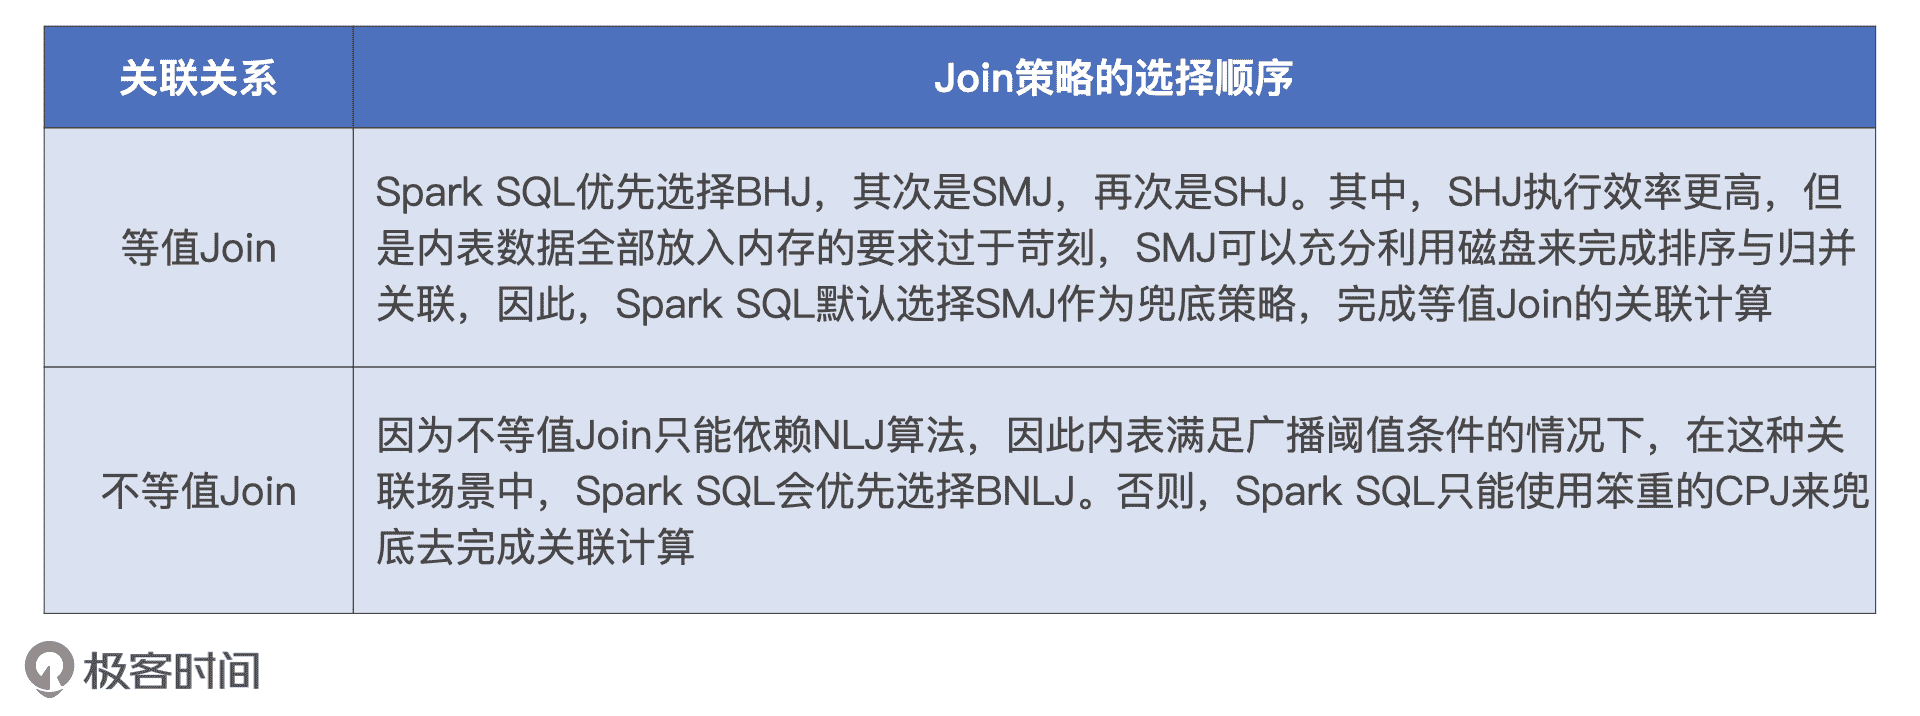 关联关系
Join策略的选择顺序
等值Join
Spark SQL优先选择BHJ，其次是SMJ，再次是SHJ。其中，SHJ执行效率更高，但
是内表数据全部放入内存的要求过于苛刻，SMJ可以充分利用磁盘来完成排序与归并
关联，因此，Spark SQL默认选择SMJ作为兜底策略，完成等值Join的关联计算
不等值Join
因为不等值Join只能依赖NLJ算法，因此内表满足广播阈值条件的情况下，在这种关
联场景中，Spark SQL会优先选择BNLJ。否则，Spark SQL只能使用笨重的CPJ来兜
底去完成关联计算
极客时间